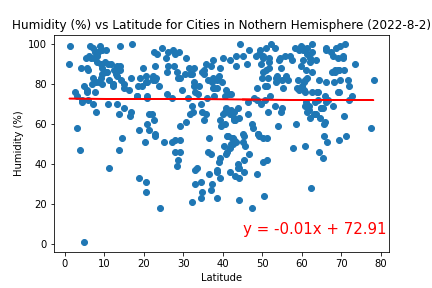 Humidity (%) vs Latitude for Cities in Nothern Hemisphere (2022-8-2)
100
80
60
40
20
0
Humidity (%)
y = -0.01x + 72.91
0 10 20 30 40 50 60 70 80
Latitude